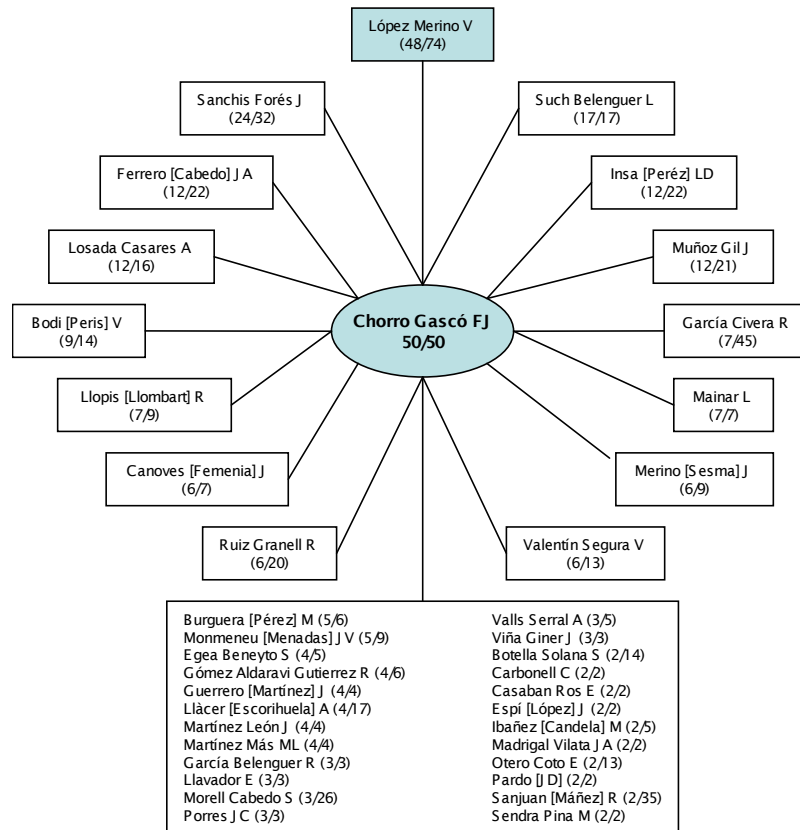 López Merino V
(48/74)
Sanchis Forés J
(24/32)
Such Belenguer L
(17/17)
Ferrero [Cabedo] J A
(12/22)
Insa [Peréz] LD
(12/22)
Losada Casares A
(12/16)
Muñoz Gil J
(12/21)
Chorro Gascó FJ
50/50
Bodi [Peris] V
(9/14)
García Civera R
(7/45)
Llopis [Llombart] R
(7/9)
Mainar L
(7/7)
Canoves [Femenia] J
(6/7)
Merino [Sesma] J
(6/9)
Ruiz Granell R
(6/20)
Valentín Segura V
(6/13)
Burguera [Pérez] M (5/6)
Monmeneu [Menadas] J V (5/9)
Egea Beneyto S (4/5)
Gómez Aldaravi Gutierrez R (4/6)
Guerrero [Martínez] J (4/4)
Llàcer [Escorihuela] A (4/17)
Martínez León J (4/4)
Martínez Más ML (4/4)
García Belenguer R (3/3)
Llavador E (3/3)
Morell Cabedo S (3/26)
Porres J C (3/3)
Valls Serral A (3/5)
Viña Giner J (3/3)
Botella Solana S (2/14)
Carbonell C (2/2)
Casaban Ros E (2/2)
Espí [López] J (2/2)
Ibañez [Candela] M (2/5)
Madrigal Vilata J A (2/2)
Otero Coto E (2/13)
Pardo [J D] (2/2)
Sanjuan [Máñez] R (2/35)
Sendra Pina M (2/2)